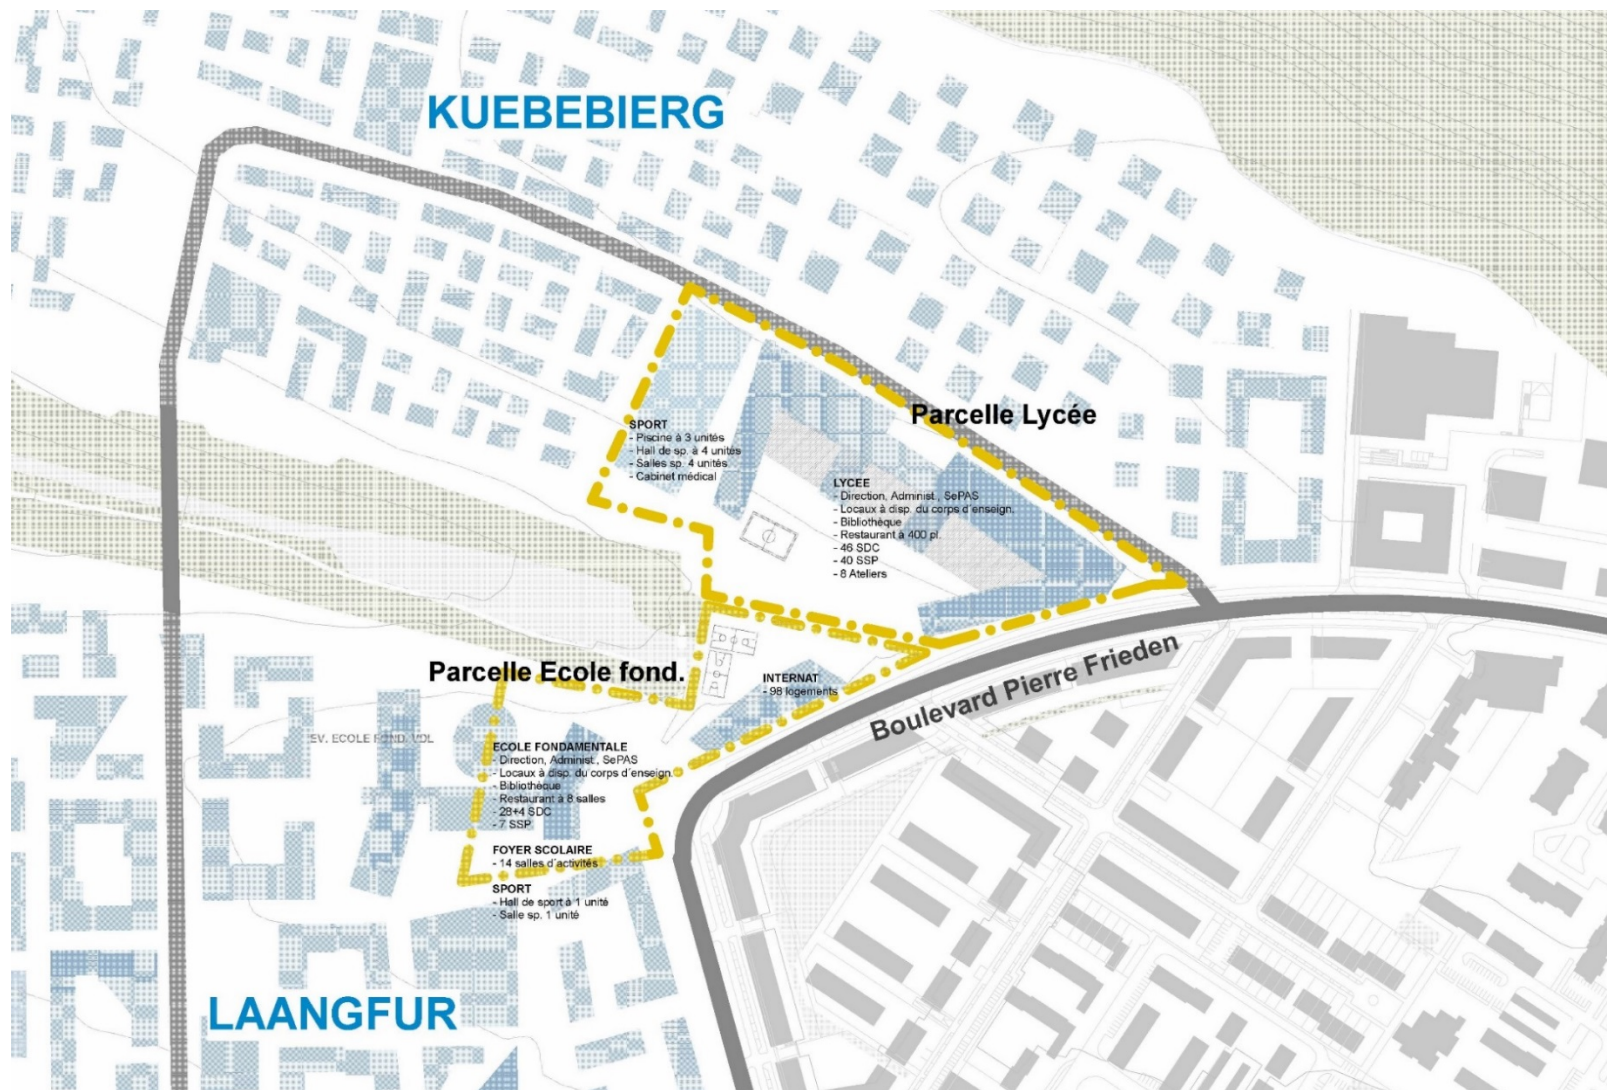 KUEBEBIERG
Parcelle Lycée
SPORT
- Piscine à 3 unités
- Hall de sp. à 4 unités
- Salles sp. 4 unités
- Cabinet médical
LYCEE
- Direction, Administ., SePAS
- Locaux à disp. du corps d'enseign.
- Bibliothèque
- Restaurant à 400 pl.
- 46 SDC
- 40 SSP
- 8 Ateliers
Parcelle Ecole fond.
INTERNAT
- 98 logements
Boulevard Pierre Frieden
EV. ECOLE FOND. VDL
ECOLE FONDAMENTALE
- Direction, Administ., SePAS
- Locaux à disp. du corps d'enseign.
- Bibliothèque
- Restaurant à 8 salles
- 28+4 SDC
- 7 SSP
FOYER SCOLAIRE
- 14 salles d'activités
SPORT
- Hall de sport à 1 unité
- Salle sp. 1 unité
LAANGFUR